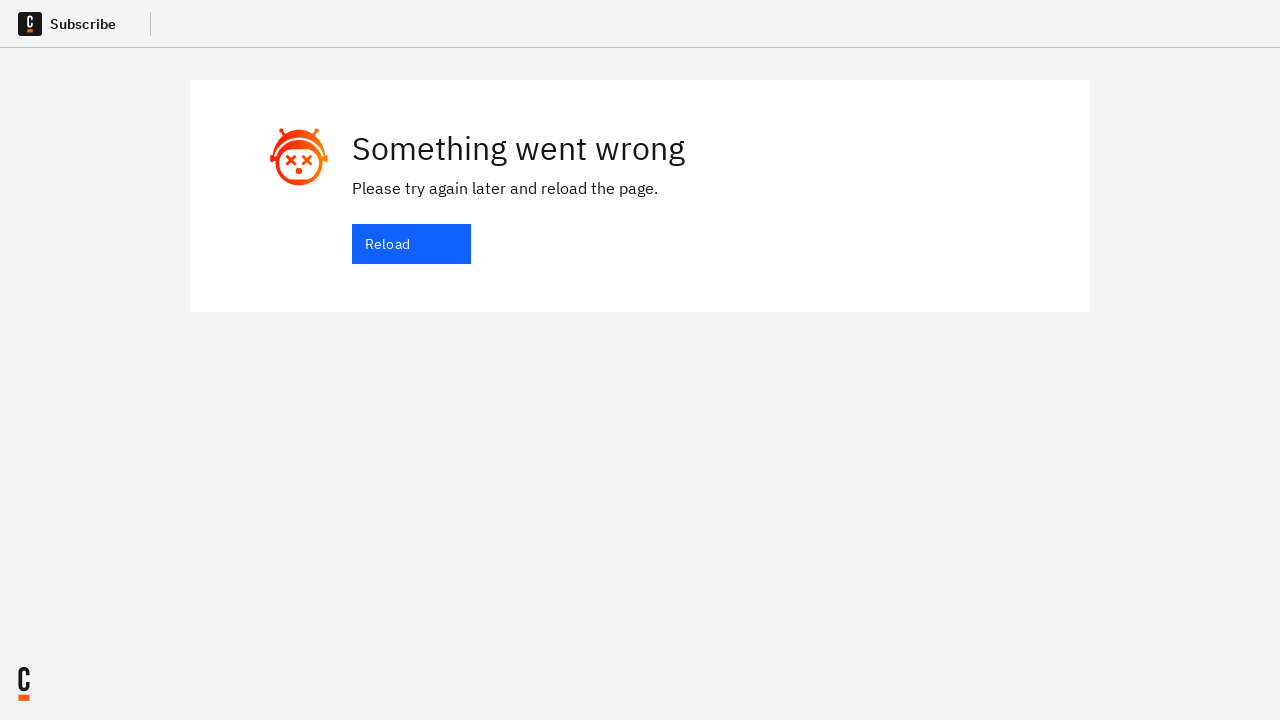 C Subscribe
Something went wrong
Please try again later and reload the page.
Reload
C